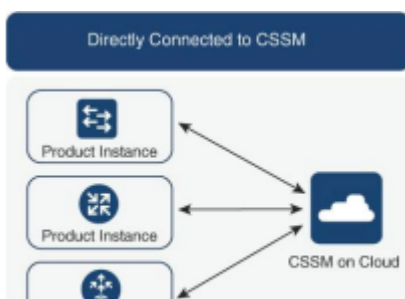 Directly Connected to CSSM
Product Instance
Product Instance
CSSM on Cloud